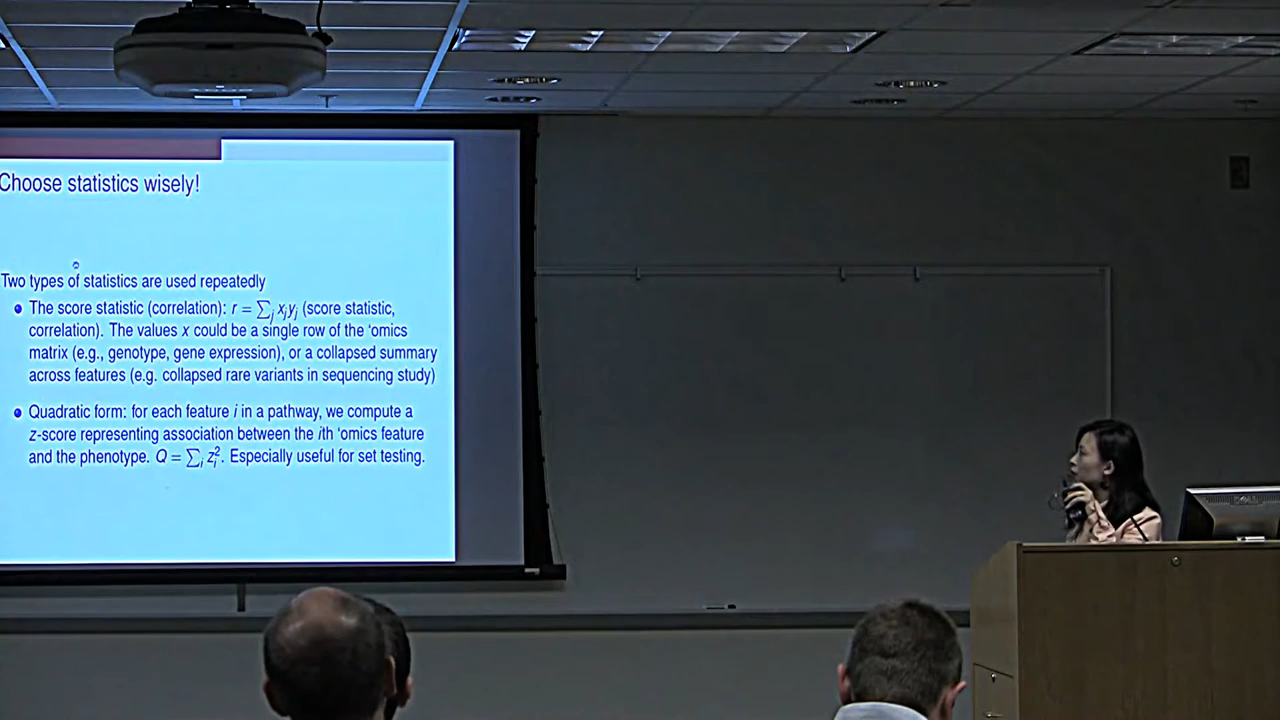 Choose statistics wisely!
Two types of statistics are used repeatedly
The score statistic (correlation): r = ∑j xjyj (score statistic,
correlation). The values x could be a single row of the 'omics
matrix (e.g., genotype, gene expression), or a collapsed summary
across features (e.g. collapsed rare variants in sequencing study)
Quadratic form: for each feature i in a pathway, we compute a
z-score representing association between the ith 'omics feature
and the phenotype. Q = ∑i zi². Especially useful for set testing.